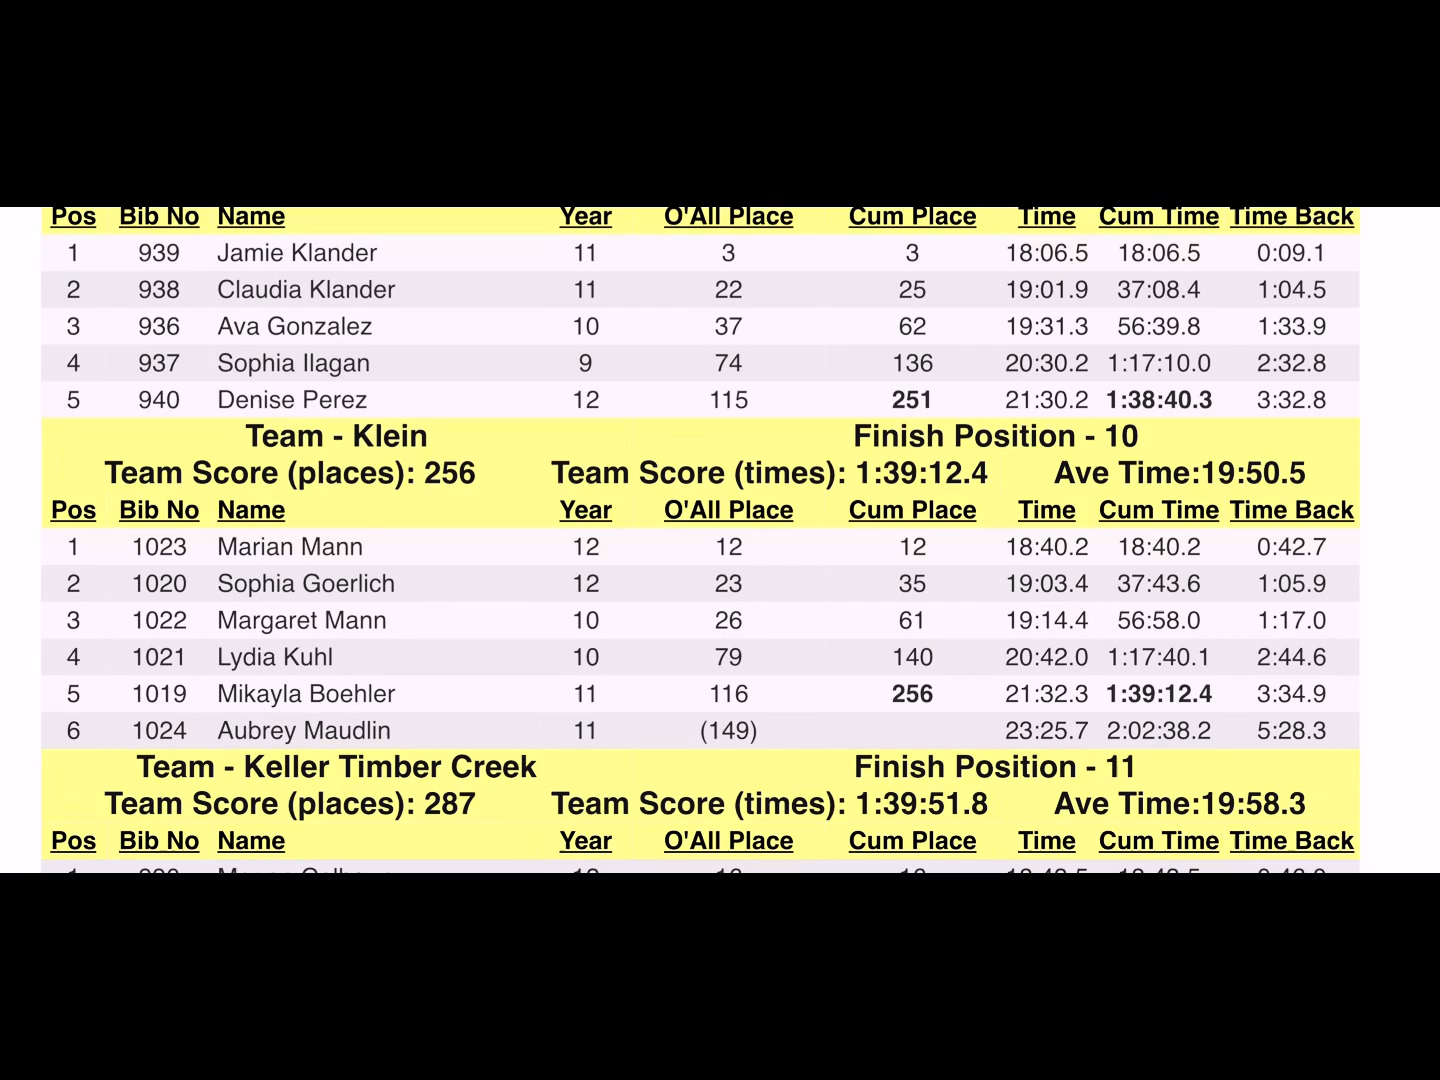 Pos Bib No Name Year O'All Place Cum Place Time Cum Time Time Back
1 939 Jamie Klander 11 3 3 18:06.5 18:06.5 0:09.1
2 938 Claudia Klander 11 22 25 19:01.9 37:08.4 1:04.5
3 936 Ava Gonzalez 10 37 62 19:31.3 56:39.8 1:33.9
4 937 Sophia Ilagan 9 74 136 20:30.2 1:17:10.0 2:32.8
5 940 Denise Perez 12 115 251 21:30.2 1:38:40.3 3:32.8
Team - Klein Finish Position - 10
Team Score (places): 256 Team Score (times): 1:39:12.4 Ave Time:19:50.5
Pos Bib No Name Year O'All Place Cum Place Time Cum Time Time Back
1 1023 Marian Mann 12 12 12 18:40.2 18:40.2 0:42.7
2 1020 Sophia Goerlich 12 23 35 19:03.4 37:43.6 1:05.9
3 1022 Margaret Mann 10 26 61 19:14.4 56:58.0 1:17.0
4 1021 Lydia Kuhl 10 79 140 20:42.0 1:17:40.1 2:44.6
5 1019 Mikayla Boehler 11 116 256 21:32.3 1:39:12.4 3:34.9
6 1024 Aubrey Maudlin 11 (149) 23:25.7 2:02:38.2 5:28.3
Team - Keller Timber Creek Finish Position - 11
Team Score (places): 287 Team Score (times): 1:39:51.8 Ave Time:19:58.3
Pos Bib No Name Year O'All Place Cum Place Time Cum Time Time Back